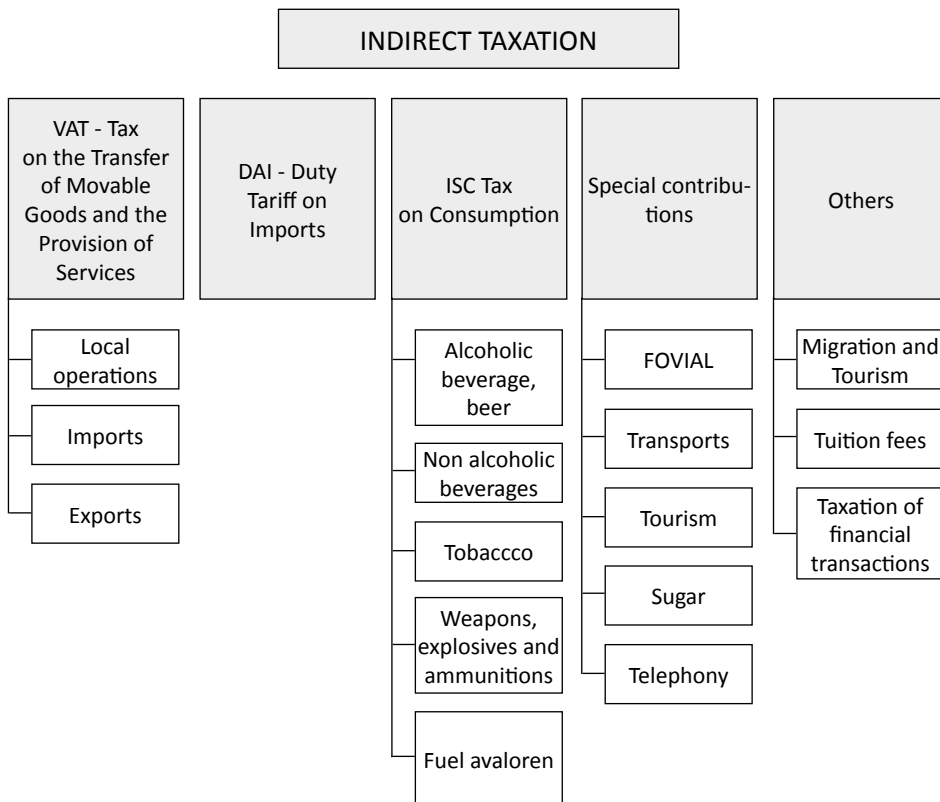 INDIRECT TAXATION
VAT - Tax
on the Transfer
of Movable
Goods and the
Provision of
Services
DAI - Duty
Tariff on
Imports
ISC Tax
on Consumption
Special contribu-
tions
Others
Local
operations
Imports
Exports
Alcoholic
beverage,
beer
Non alcoholic
beverages
Tobaccco
Weapons,
explosives and
ammunitions
Fuel avaloren
FOVIAL
Transports
Tourism
Sugar
Telephony
Migration and
Tourism
Tuition fees
Taxation of
financial
transactions